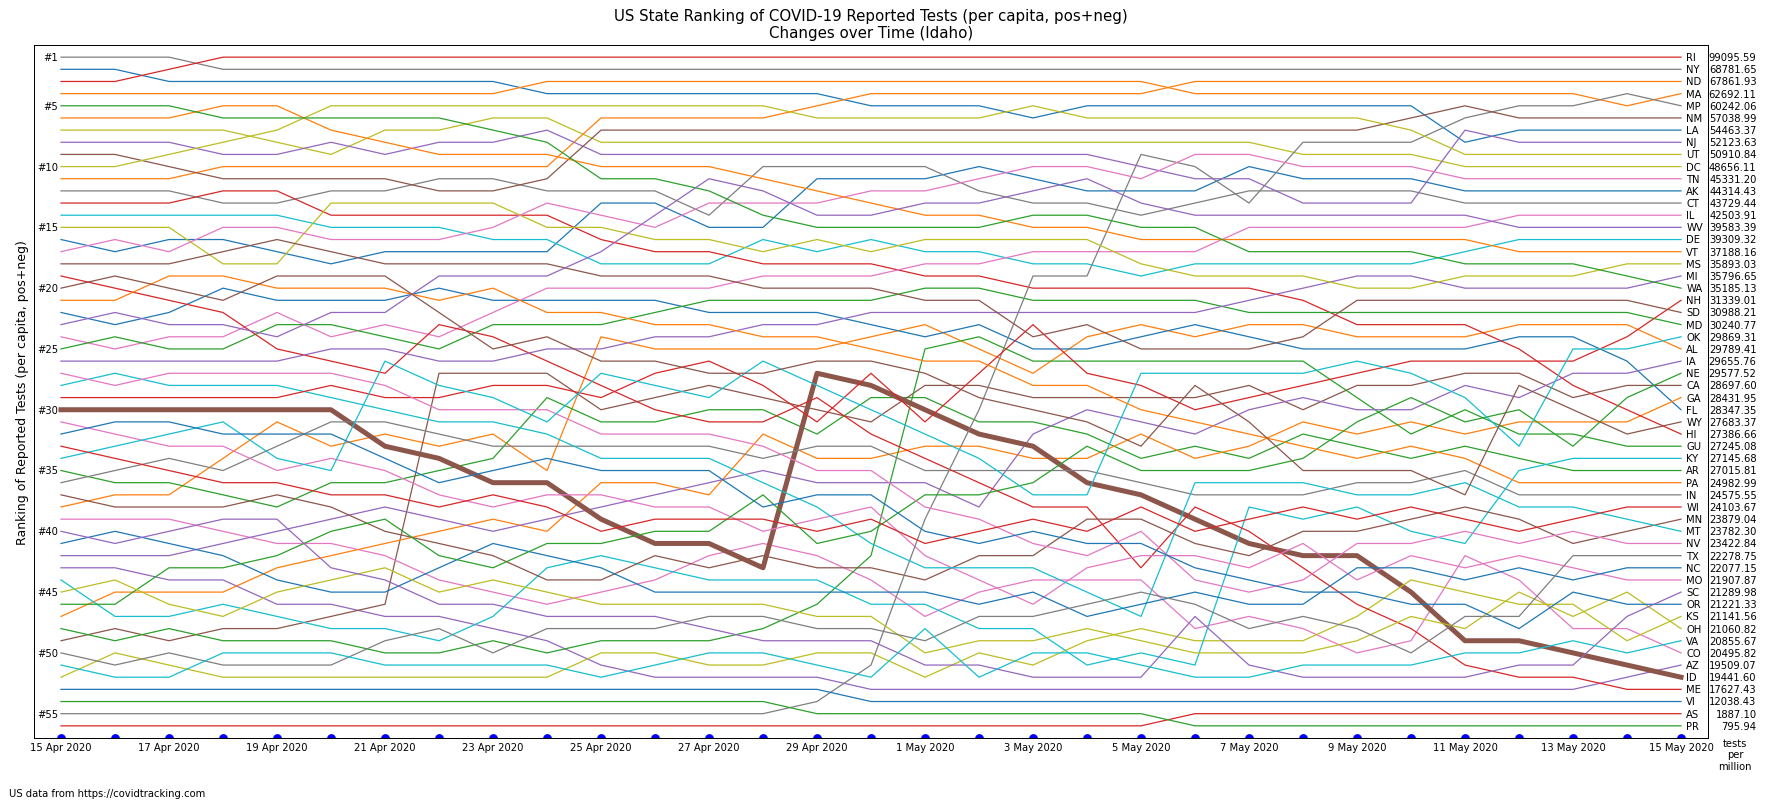 US State Ranking of COVID-19 Reported Tests (per capita, pos+neg)
Changes over Time (Idaho)
Ranking of Reported Tests (per capita, pos+neg)
#1
#5
#10
#15
#20
#25
#30
#35
#40
#45
#50
#55
RI 99095.59
NY 68781.65
ND 67861.93
MA 62692.11
MP 60242.06
NM 57038.99
LA 54463.37
NJ 52123.63
UT 50910.84
DC 48656.11
TN 45331.20
AK 44314.43
CT 43729.44
IL 42503.91
WV 39583.39
DE 39309.32
VT 37188.16
MS 35893.03
MI 35796.65
WA 35185.13
NH 31339.01
SD 30988.21
MD 30240.77
OK 29869.31
AL 29789.41
IA 29655.76
NE 29577.52
CA 28697.60
GA 28431.95
FL 28347.35
WY 27683.37
HI 27386.66
GU 27245.08
KY 27145.68
AR 27015.81
PA 24982.99
IN 24575.55
WI 24103.67
MN 23879.04
MT 23782.30
NV 23422.84
TX 22278.75
NC 22077.15
MO 21907.87
SC 21289.98
OR 21221.33
KS 21141.56
OH 21060.82
VA 20855.67
CO 20495.82
AZ 19509.07
ID 19441.60
ME 17627.43
VI 12038.43
AS 1887.10
PR 795.94
15 Apr 2020
17 Apr 2020
19 Apr 2020
21 Apr 2020
23 Apr 2020
25 Apr 2020
27 Apr 2020
29 Apr 2020
1 May 2020
3 May 2020
5 May 2020
7 May 2020
9 May 2020
11 May 2020
13 May 2020
15 May 2020
tests
per
million
US data from https://covidtracking.com